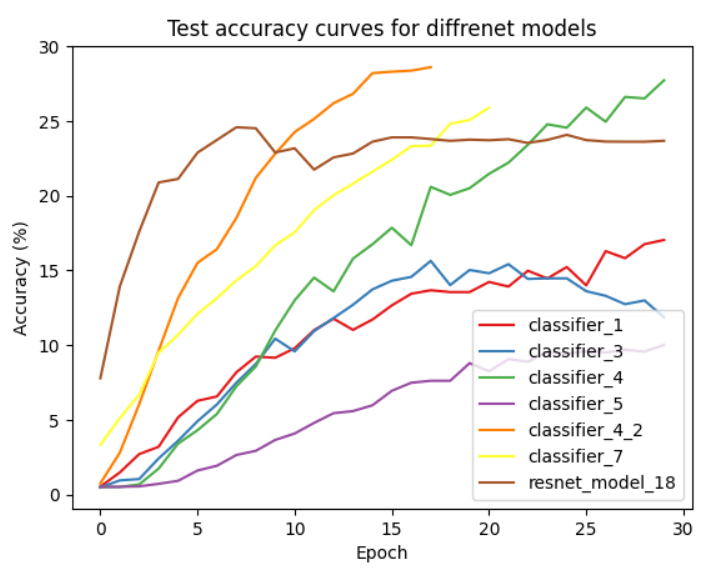 Test accuracy curves for diffrenet models
30
25
20
15
10
5
0
Accuracy (%)
classifier_1
classifier_3
classifier_4
classifier_5
classifier_4_2
classifier_7
resnet_model_18
0 5 10 15 20 25 30
Epoch